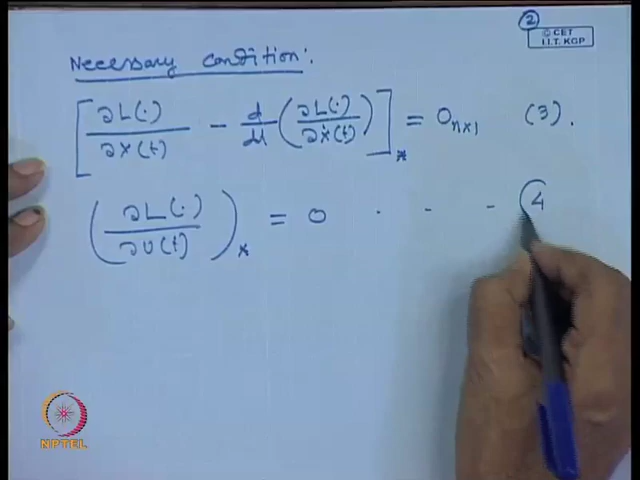 2
© CET
I.I.T. KGP
Necessary condition:
[∂L(·)/∂x(t) - d/dt (∂L(·)/∂ẋ(t))]* = 0n×1 (3).
(∂L(·)/∂U(t))* = 0 . - - (4
NPTEL